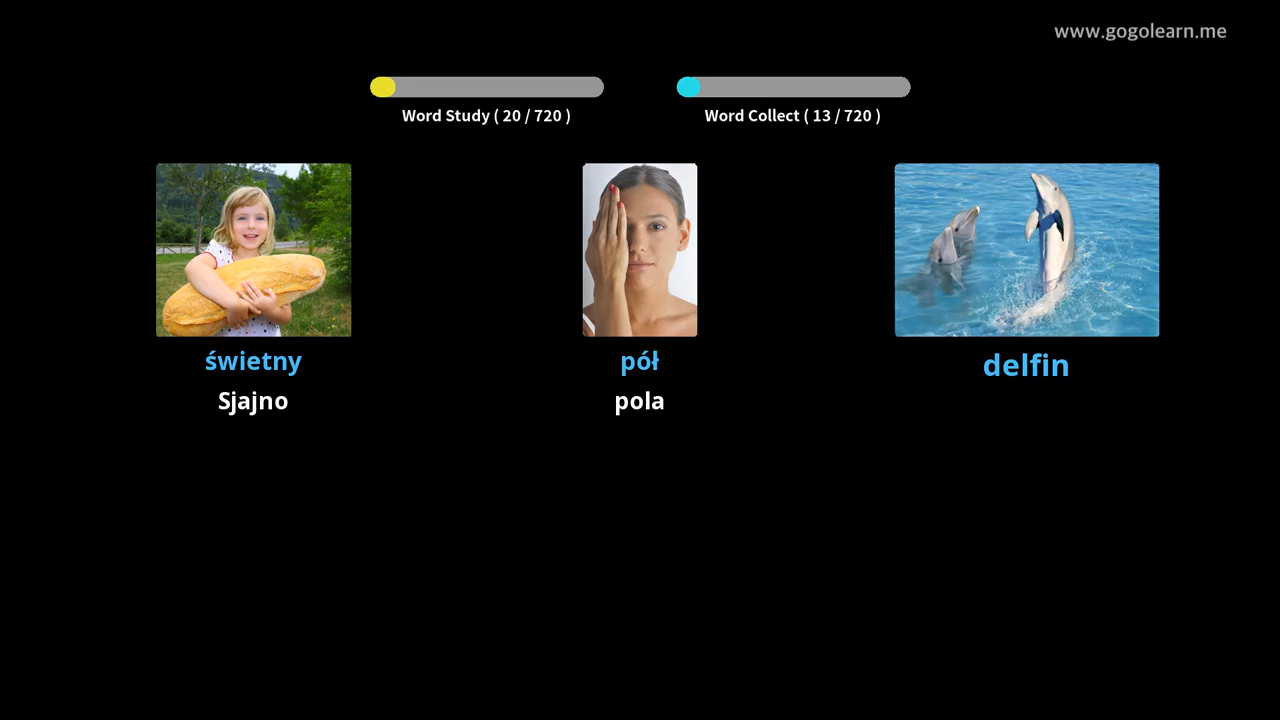 www.gogolearn.me
Word Study ( 20 / 720 )
Word Collect ( 13 / 720 )
świetny
Sjajno
pół
pola
delfin